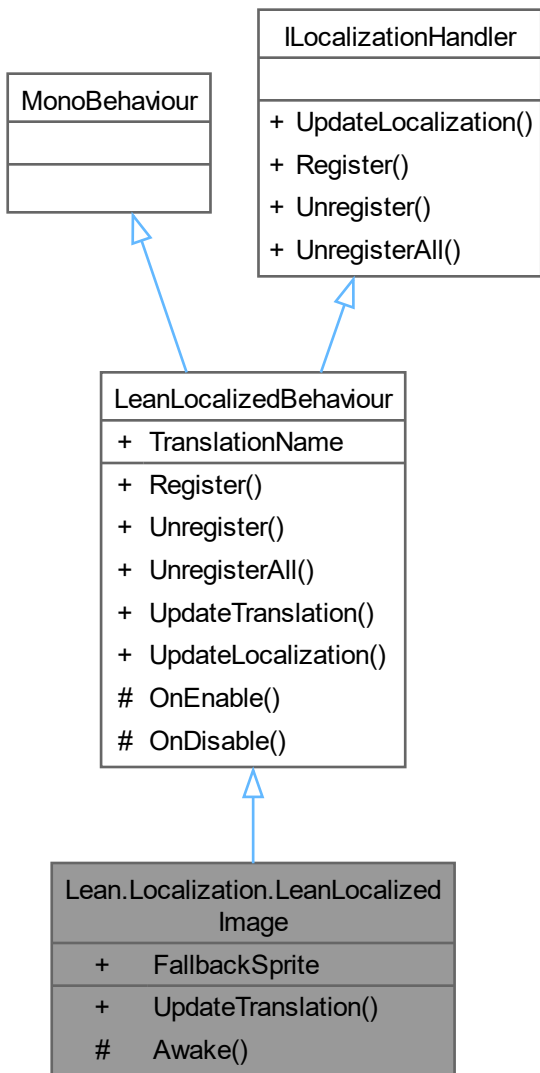 ILocalizationHandler
+ UpdateLocalization()
+ Register()
+ Unregister()
+ UnregisterAll()
MonoBehaviour
LeanLocalizedBehaviour
+ TranslationName
+ Register()
+ Unregister()
+ UnregisterAll()
+ UpdateTranslation()
+ UpdateLocalization()
# OnEnable()
# OnDisable()
Lean.Localization.LeanLocalized
Image
+ FallbackSprite
+ UpdateTranslation()
# Awake()